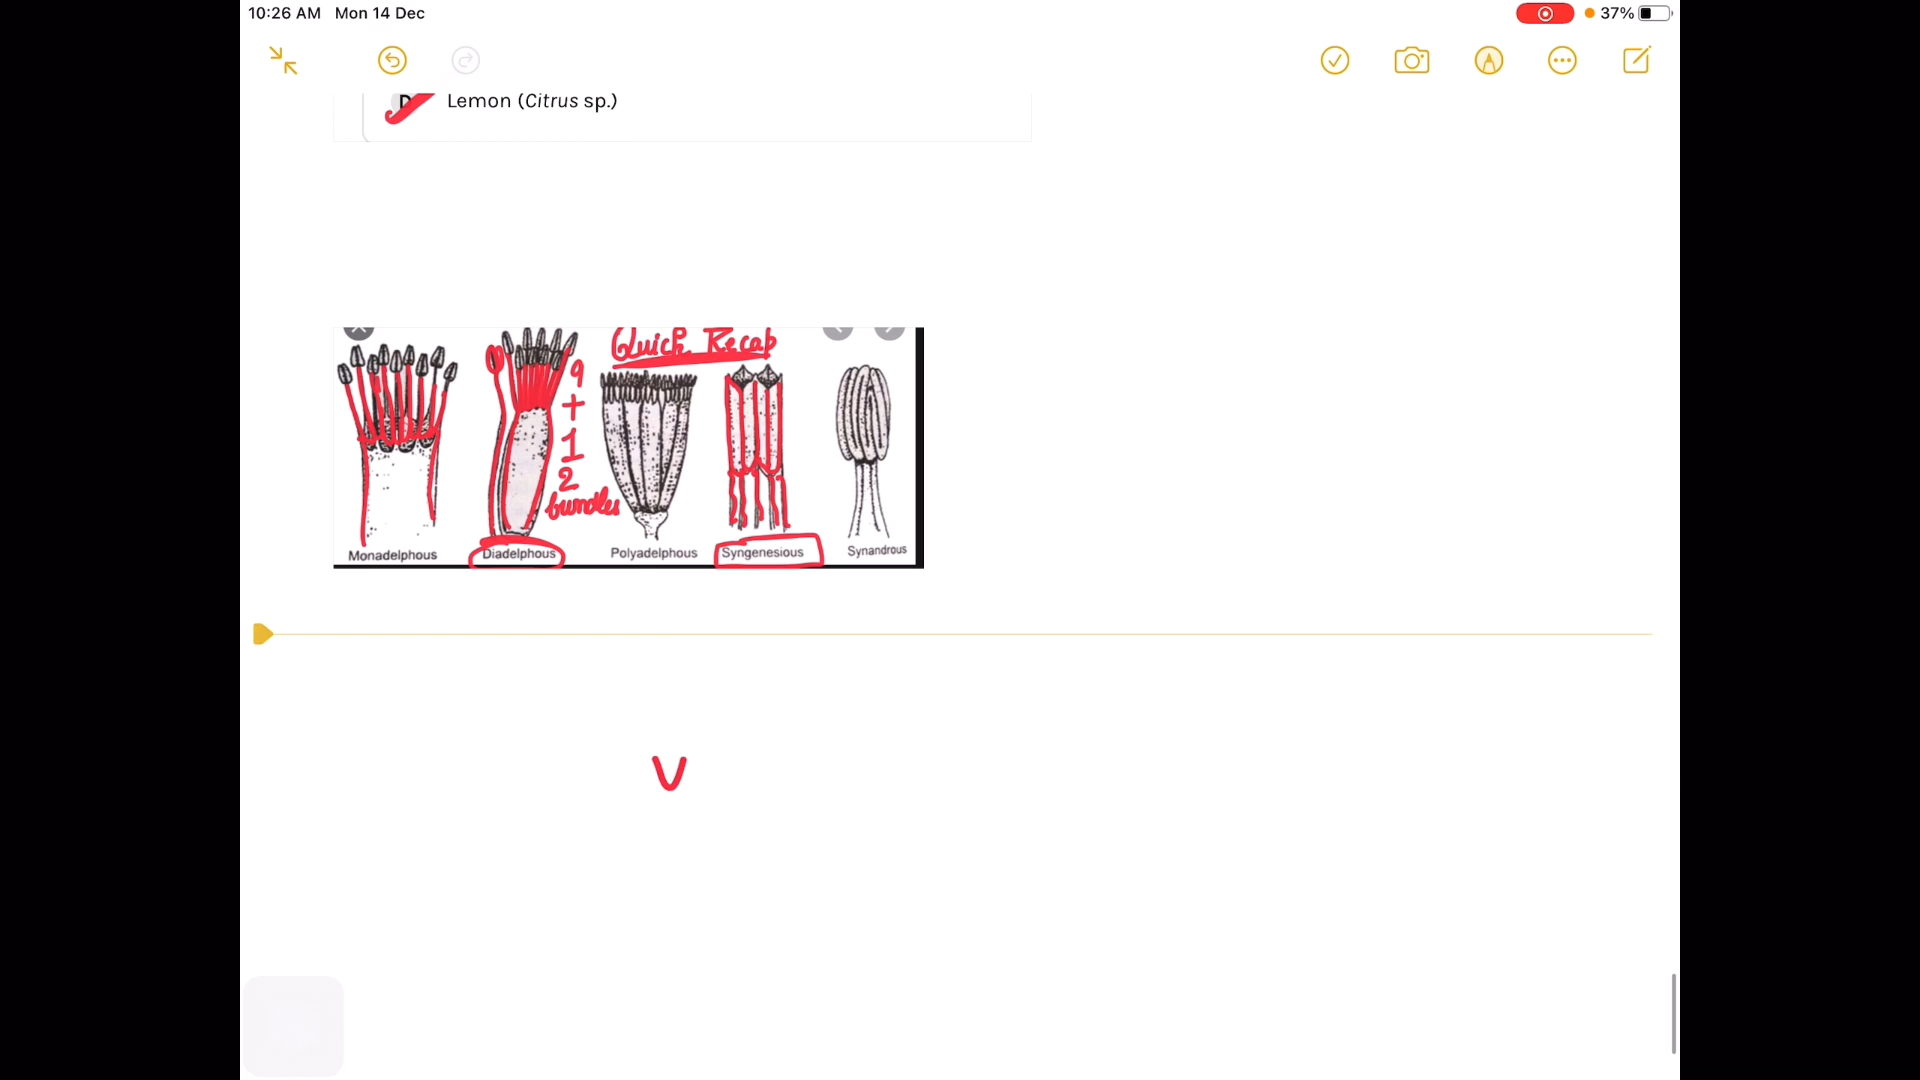 10:26 AM Mon 14 Dec
37%
D Lemon (Citrus sp.)
Quick Recap
9
+
1
2
bundles
Monadelphous Diadelphous Polyadelphous Syngenesious Synandrous